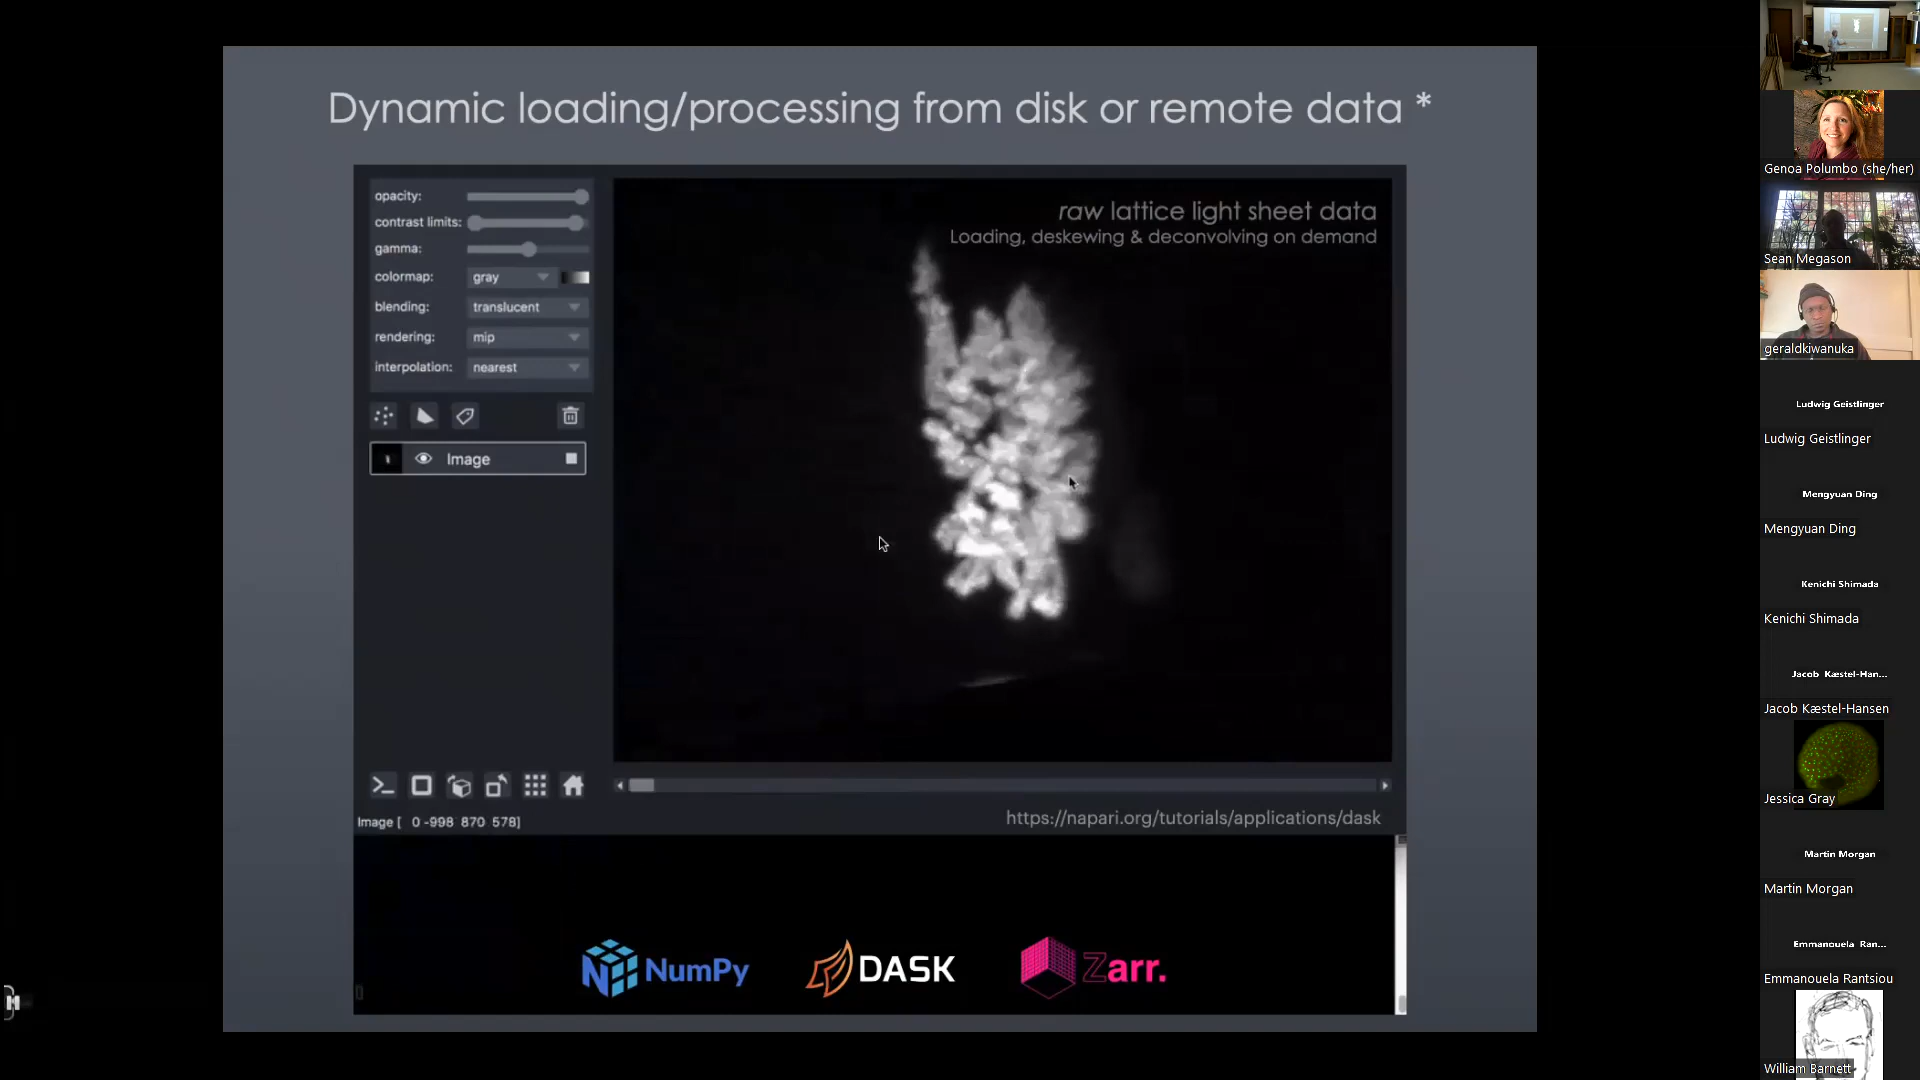 Dynamic loading/processing from disk or remote data *
opacity:
contrast limits:
gamma:
colormap: gray
blending: translucent
rendering: mip
interpolation: nearest
Image
raw lattice light sheet data
Loading, deskewing & deconvolving on demand
Image [ 0 -998 870 578]
https://napari.org/tutorials/applications/dask
NumPy
DASK
Zarr.
Genoa Polumbo (she/her)
Sean Megason
geraldkiwanuka
Ludwig Geistlinger
Ludwig Geistlinger
Mengyuan Ding
Mengyuan Ding
Kenichi Shimada
Kenichi Shimada
Jacob Kæstel-Han...
Jacob Kæstel-Hansen
Jessica Gray
Martin Morgan
Martin Morgan
Emmanouela Ran...
Emmanouela Rantsiou
William Barnett